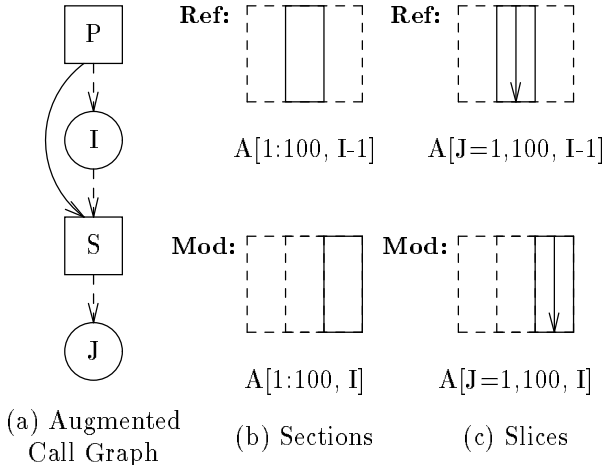 P
I
S
J
(a) Augmented
Call Graph
Ref:
A[1:100, I-1]
Mod:
A[1:100, I]
(b) Sections
Ref:
A[J=1,100, I-1]
Mod:
A[J=1,100, I]
(c) Slices